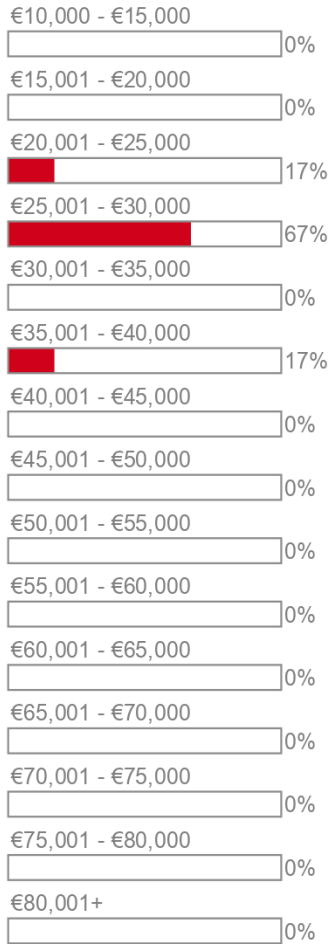 €10,000 - €15,000
0%
€15,001 - €20,000
0%
€20,001 - €25,000
17%
€25,001 - €30,000
67%
€30,001 - €35,000
0%
€35,001 - €40,000
17%
€40,001 - €45,000
0%
€45,001 - €50,000
0%
€50,001 - €55,000
0%
€55,001 - €60,000
0%
€60,001 - €65,000
0%
€65,001 - €70,000
0%
€70,001 - €75,000
0%
€75,001 - €80,000
0%
€80,001+
0%